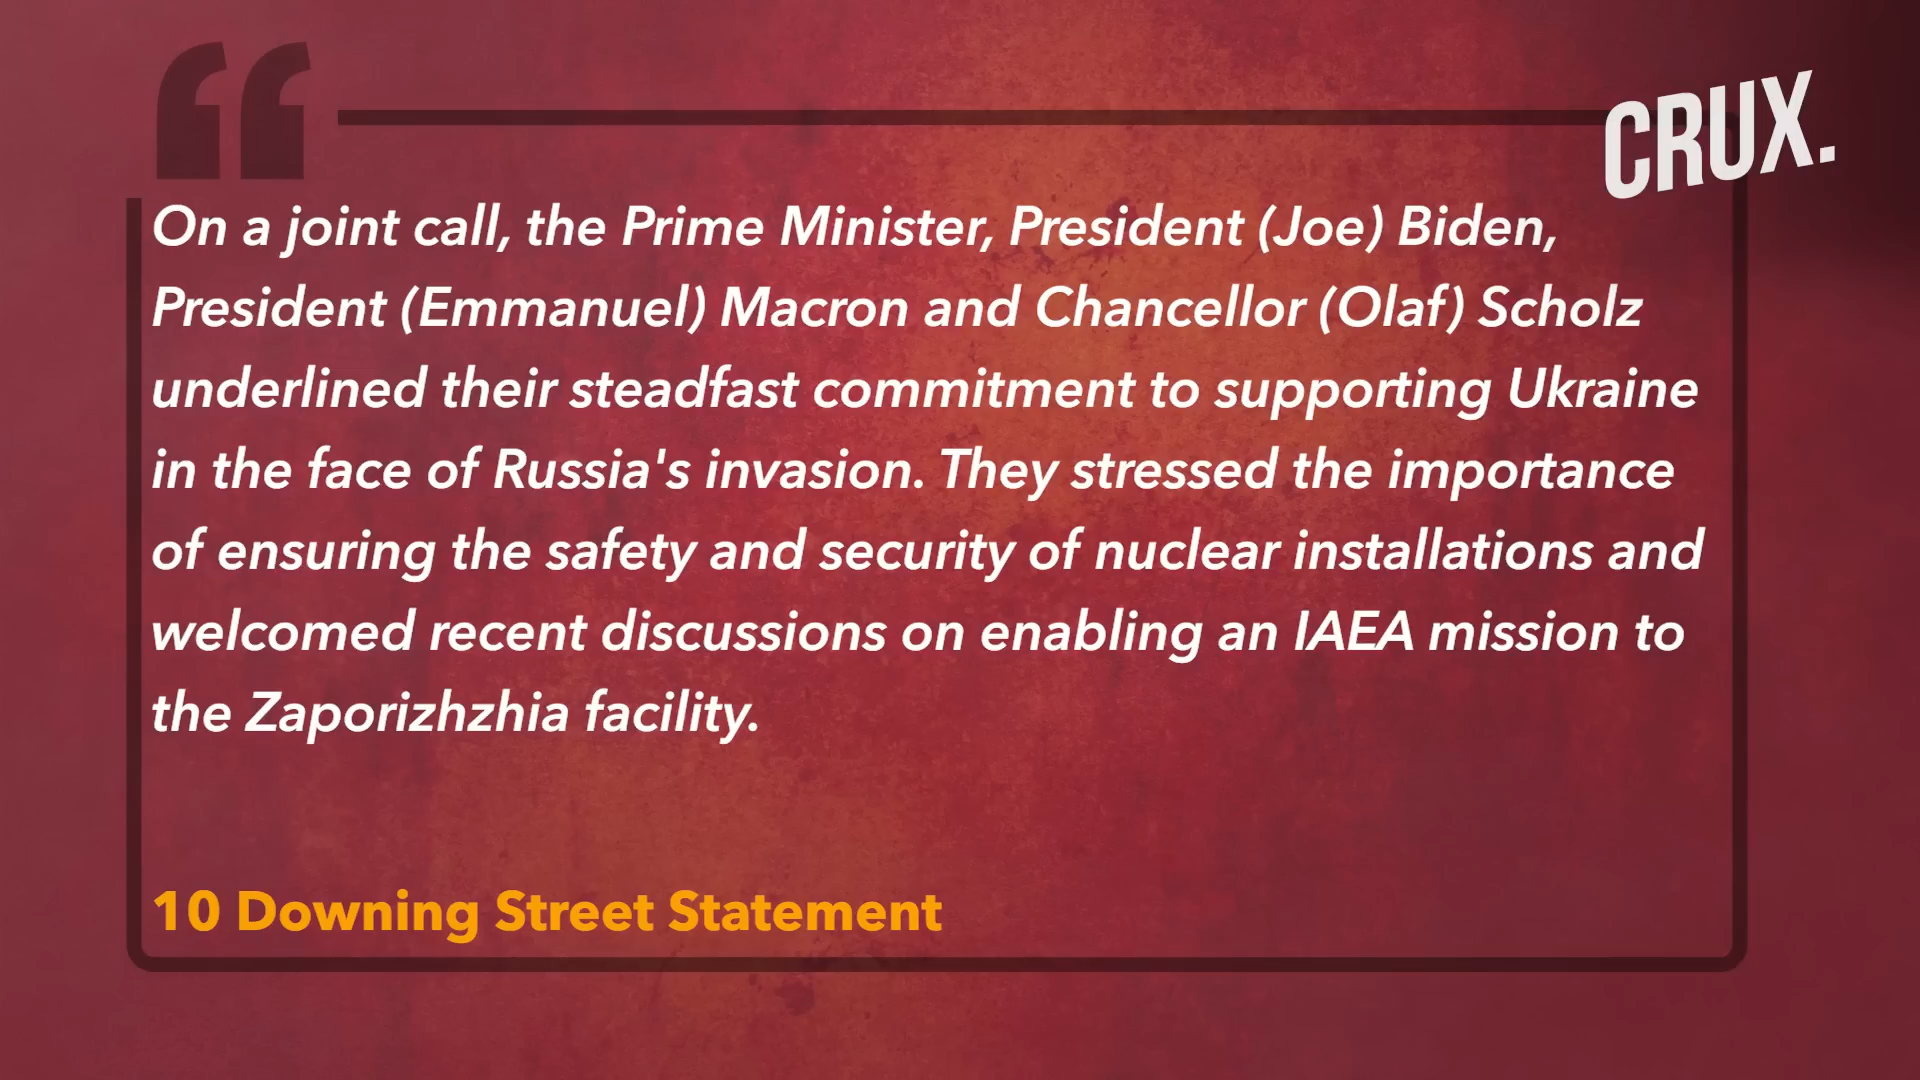 CRUX.
On a joint call, the Prime Minister, President (Joe) Biden,
President (Emmanuel) Macron and Chancellor (Olaf) Scholz
underlined their steadfast commitment to supporting Ukraine
in the face of Russia's invasion. They stressed the importance
of ensuring the safety and security of nuclear installations and
welcomed recent discussions on enabling an IAEA mission to
the Zaporizhzhia facility.
10 Downing Street Statement